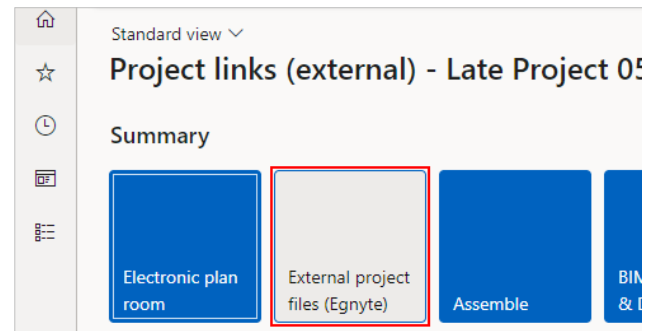 Standard view
Project links (external) - Late Project 05
Summary
Electronic plan
room
External project
files (Egnyte)
Assemble
BIM
&